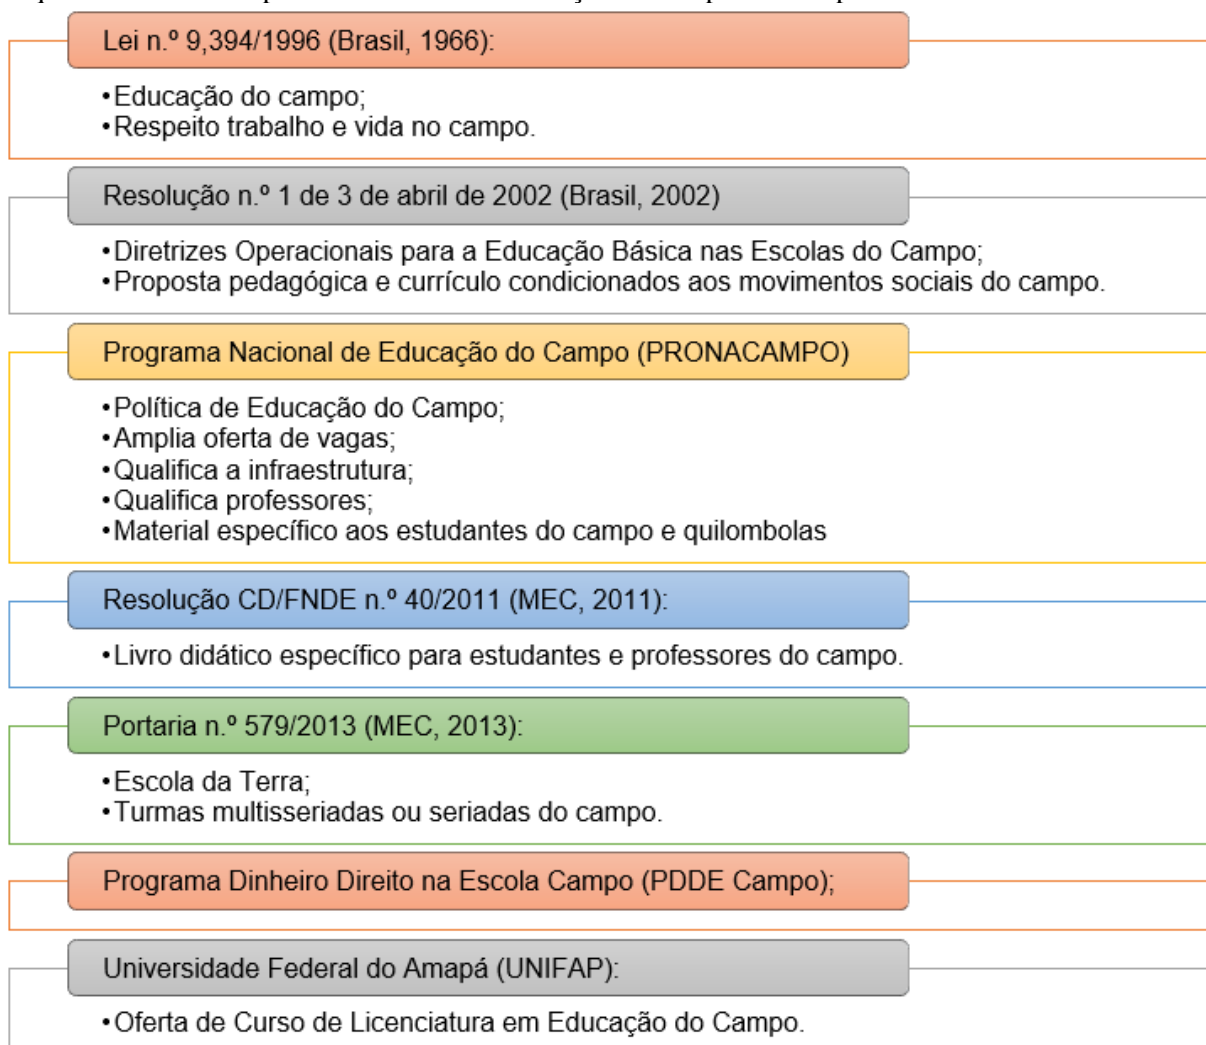 Lei n.º 9,394/1996 (Brasil, 1966):
•Educação do campo;
•Respeito trabalho e vida no campo.
Resolução n.º 1 de 3 de abril de 2002 (Brasil, 2002)
•Diretrizes Operacionais para a Educação Básica nas Escolas do Campo;
•Proposta pedagógica e currículo condicionados aos movimentos sociais do campo.
Programa Nacional de Educação do Campo (PRONACAMPO)
•Política de Educação do Campo;
•Amplia oferta de vagas;
•Qualifica a infraestrutura;
•Qualifica professores;
•Material específico aos estudantes do campo e quilombolas
Resolução CD/FNDE n.º 40/2011 (MEC, 2011):
•Livro didático específico para estudantes e professores do campo.
Portaria n.º 579/2013 (MEC, 2013):
•Escola da Terra;
•Turmas multisseriadas ou seriadas do campo.
Programa Dinheiro Direito na Escola Campo (PDDE Campo);
Universidade Federal do Amapá (UNIFAP):
•Oferta de Curso de Licenciatura em Educação do Campo.